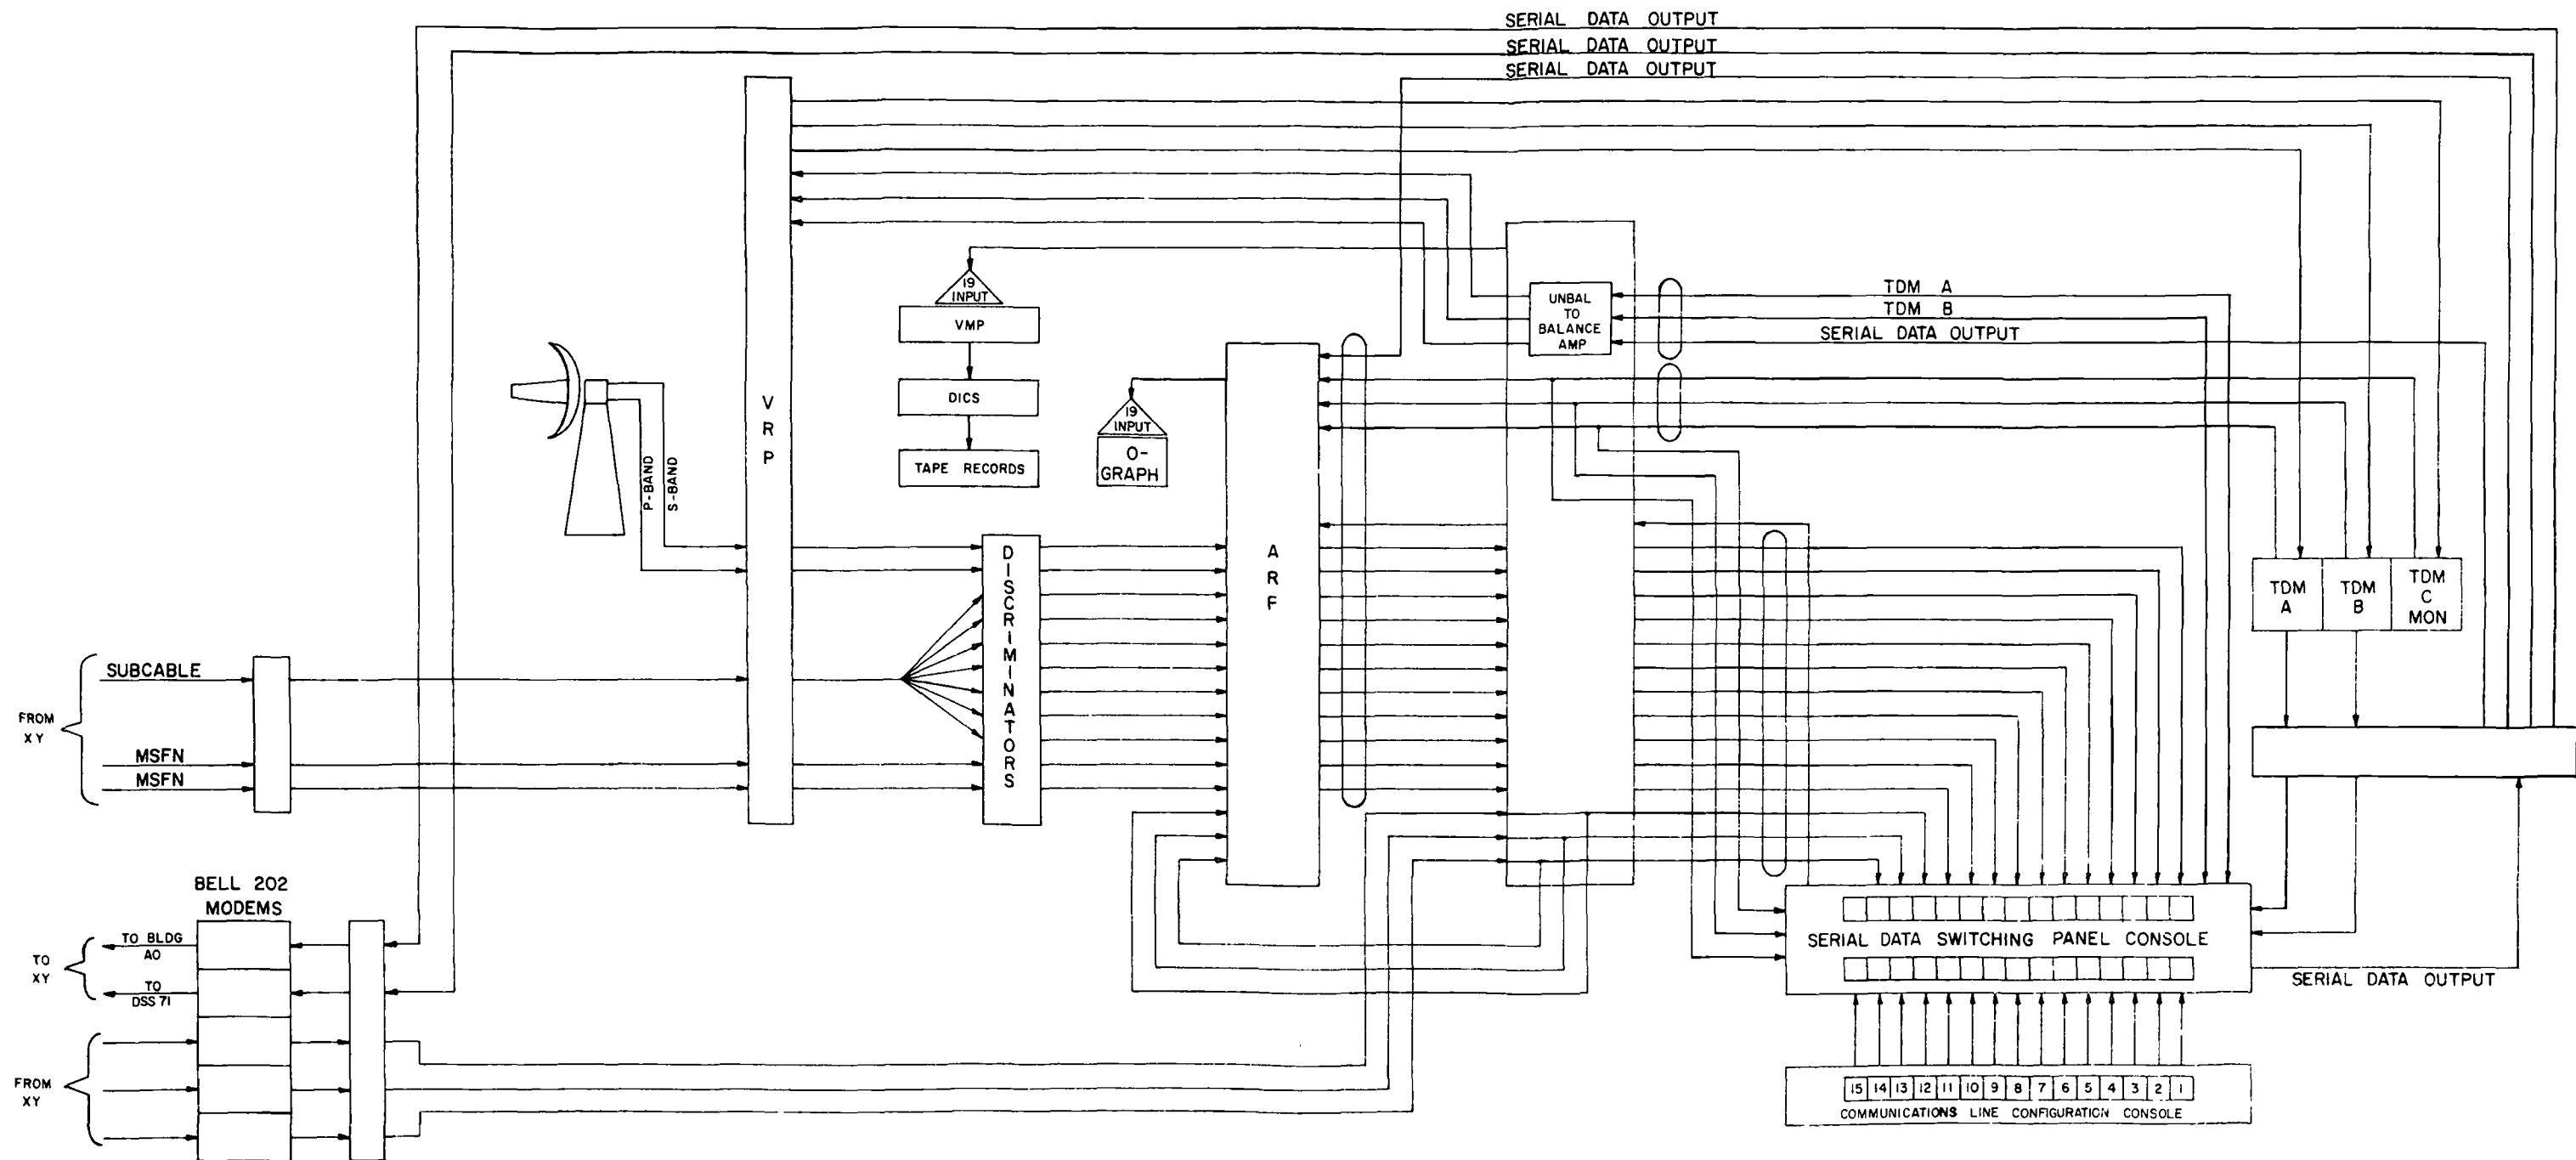 SERIAL DATA OUTPUT
SERIAL DATA OUTPUT
SERIAL DATA OUTPUT
VRP
19
INPUT
VMP
DICS
TAPE RECORDS
19
INPUT
O-
GRAPH
UNBAL
TO
BALANCE
AMP
TDM A
TDM B
SERIAL DATA OUTPUT
P-BAND
S-BAND
DISCRIMINATORS
ARF
TDM
A
TDM
B
TDM
C
MON
FROM
XY
SUBCABLE
MSFN
MSFN
BELL 202
MODEMS
TO
XY
TO BLDG
AO
TO
DSS 71
FROM
XY
SERIAL DATA SWITCHING PANEL CONSOLE
SERIAL DATA OUTPUT
15 14 13 12 11 10 9 8 7 6 5 4 3 2 1
COMMUNICATIONS LINE CONFIGURATION CONSOLE